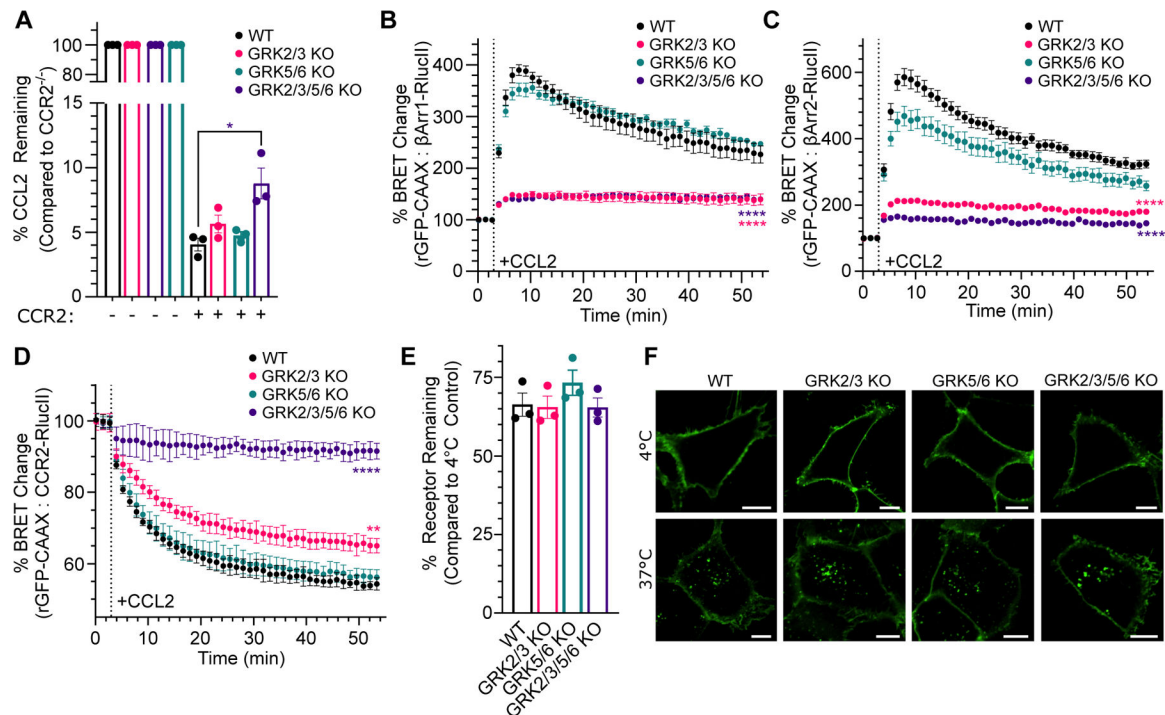 A
% CCL2 Remaining
(Compared to CCR2⁻/⁻)
100
80
15
10
5
0
WT
GRK2/3 KO
GRK5/6 KO
GRK2/3/5/6 KO
*
CCR2: - - - - + + + +
B
% BRET Change
(rGFP-CAAX : βArr1-RlucII)
400
300
200
100
0
WT
GRK2/3 KO
GRK5/6 KO
GRK2/3/5/6 KO
****
****
+CCL2
0 10 20 30 40 50
Time (min)
C
% BRET Change
(rGFP-CAAX : βArr2-RlucII)
600
400
200
0
WT
GRK2/3 KO
GRK5/6 KO
GRK2/3/5/6 KO
****
****
+CCL2
0 10 20 30 40 50
Time (min)
D
% BRET Change
(rGFP-CAAX : CCR2-RlucII)
100
80
60
WT
GRK2/3 KO
GRK5/6 KO
GRK2/3/5/6 KO
****
**
+CCL2
0 10 20 30 40 50
Time (min)
E
% Receptor Remaining
(Compared to 4°C Control)
75
50
25
0
WT
GRK2/3 KO
GRK5/6 KO
GRK2/3/5/6 KO
F
WT GRK2/3 KO GRK5/6 KO GRK2/3/5/6 KO
4°C
37°C